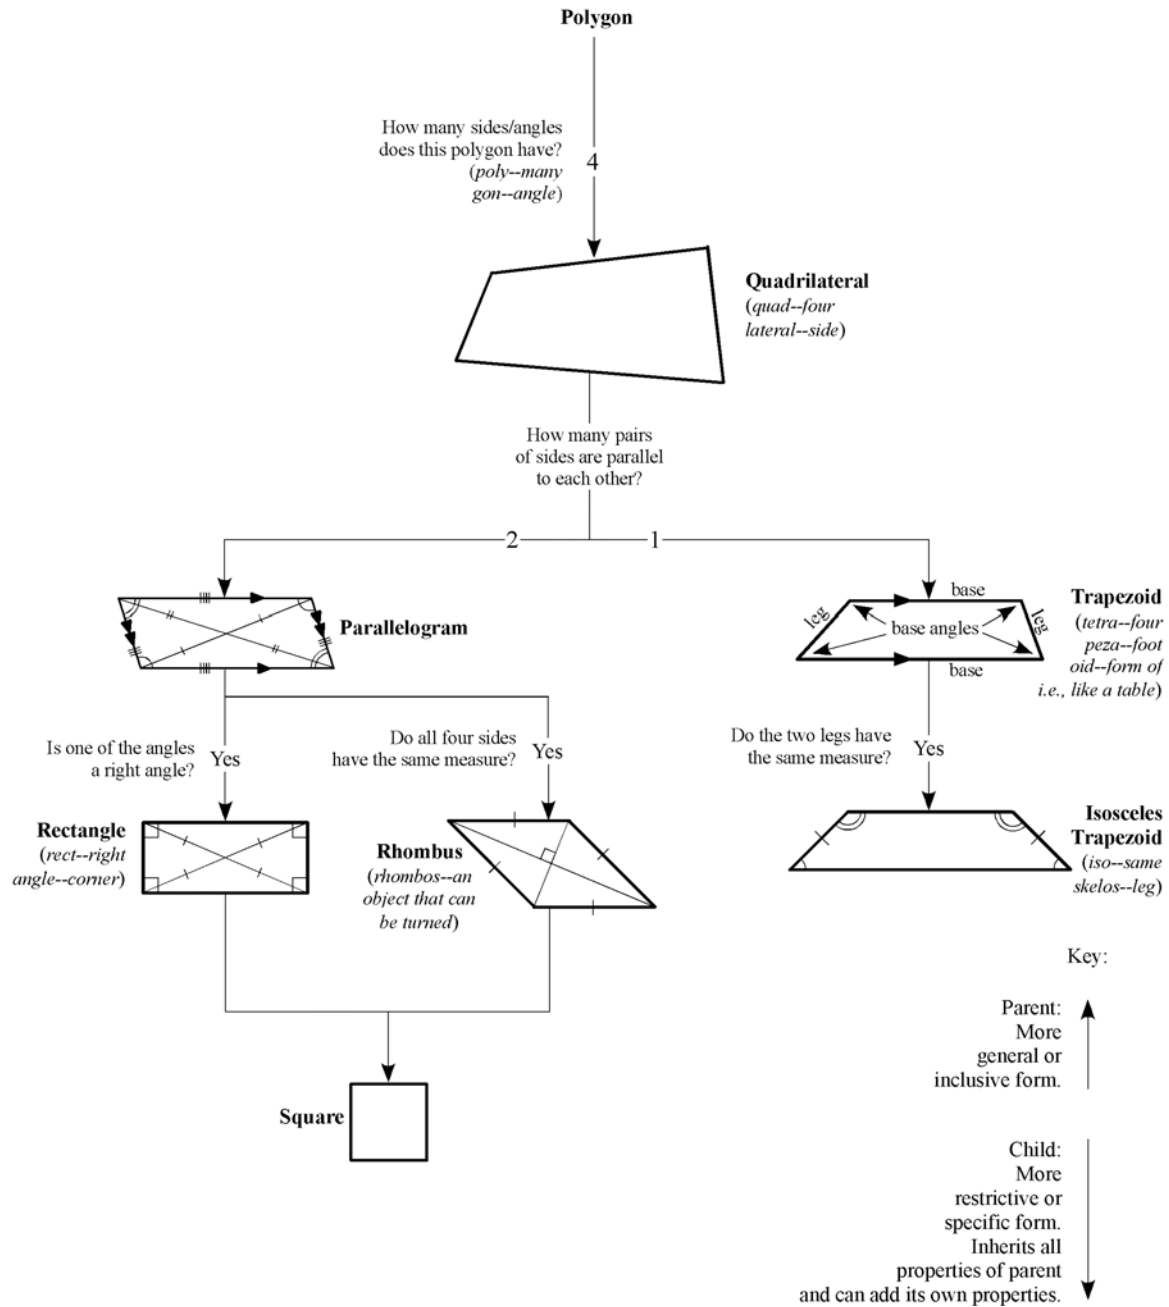 Polygon
How many sides/angles
does this polygon have?
(poly--many
gon--angle)
4
Quadrilateral
(quad--four
lateral--side)
How many pairs
of sides are parallel
to each other?
2
1
Parallelogram
base
leg
leg
base angles
base
Trapezoid
(tetra--four
peza--foot
oid--form of
i.e., like a table)
Is one of the angles
a right angle?
Yes
Do all four sides
have the same measure?
Yes
Do the two legs have
the same measure?
Yes
Rectangle
(rect--right
angle--corner)
Rhombus
(rhombos--an
object that can
be turned)
Isosceles
Trapezoid
(iso--same
skelos--leg)
Square
Key:
Parent:
More
general or
inclusive form.
Child:
More
restrictive or
specific form.
Inherits all
properties of parent
and can add its own properties.